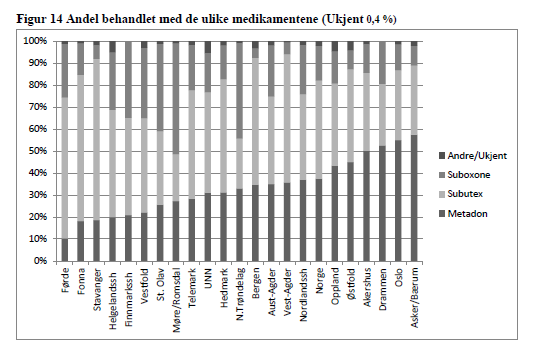 Figur 14 Andel behandlet med de ulike medikamentene (Ukjent 0,4 %)
100%
90%
80%
70%
60%
50%
40%
30%
20%
10%
0%
Andre/Ukjent
Suboxone
Subutex
Metadon
Førde
Fonna
Stavanger
Helgelandssh
Finnmarkssh
Vestfold
St. Olav
Møre/Romsdal
Telemark
UNN
Hedmark
N.Trøndelag
Bergen
Aust-Agder
Vest-Agder
Nordlandssh
Norge
Oppland
Østfold
Akershus
Drammen
Oslo
Asker/Bærum